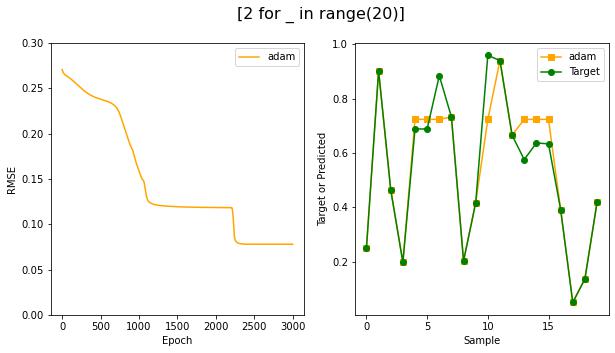 [2 for _ in range(20)]
0.30
0.25
0.20
0.15
0.10
0.05
0.00
RMSE
0
500
1000
1500
2000
2500
3000
Epoch
adam
1.0
0.8
0.6
0.4
0.2
Target or Predicted
0
5
10
15
Sample
adam
Target